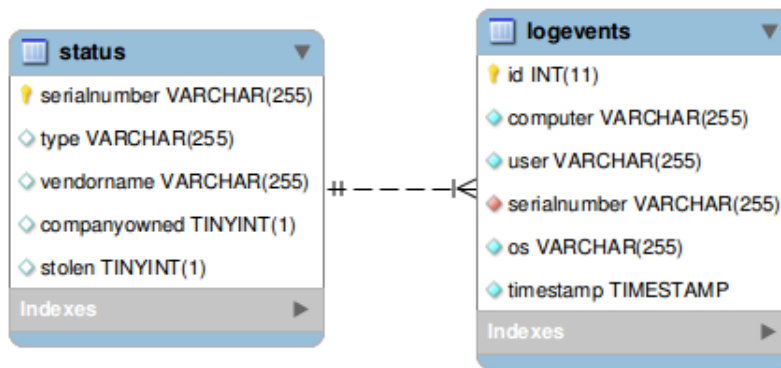 status
serialnumber VARCHAR(255)
type VARCHAR(255)
vendorname VARCHAR(255)
companyowned TINYINT(1)
stolen TINYINT(1)
Indexes
logevents
id INT(11)
computer VARCHAR(255)
user VARCHAR(255)
serialnumber VARCHAR(255)
os VARCHAR(255)
timestamp TIMESTAMP
Indexes